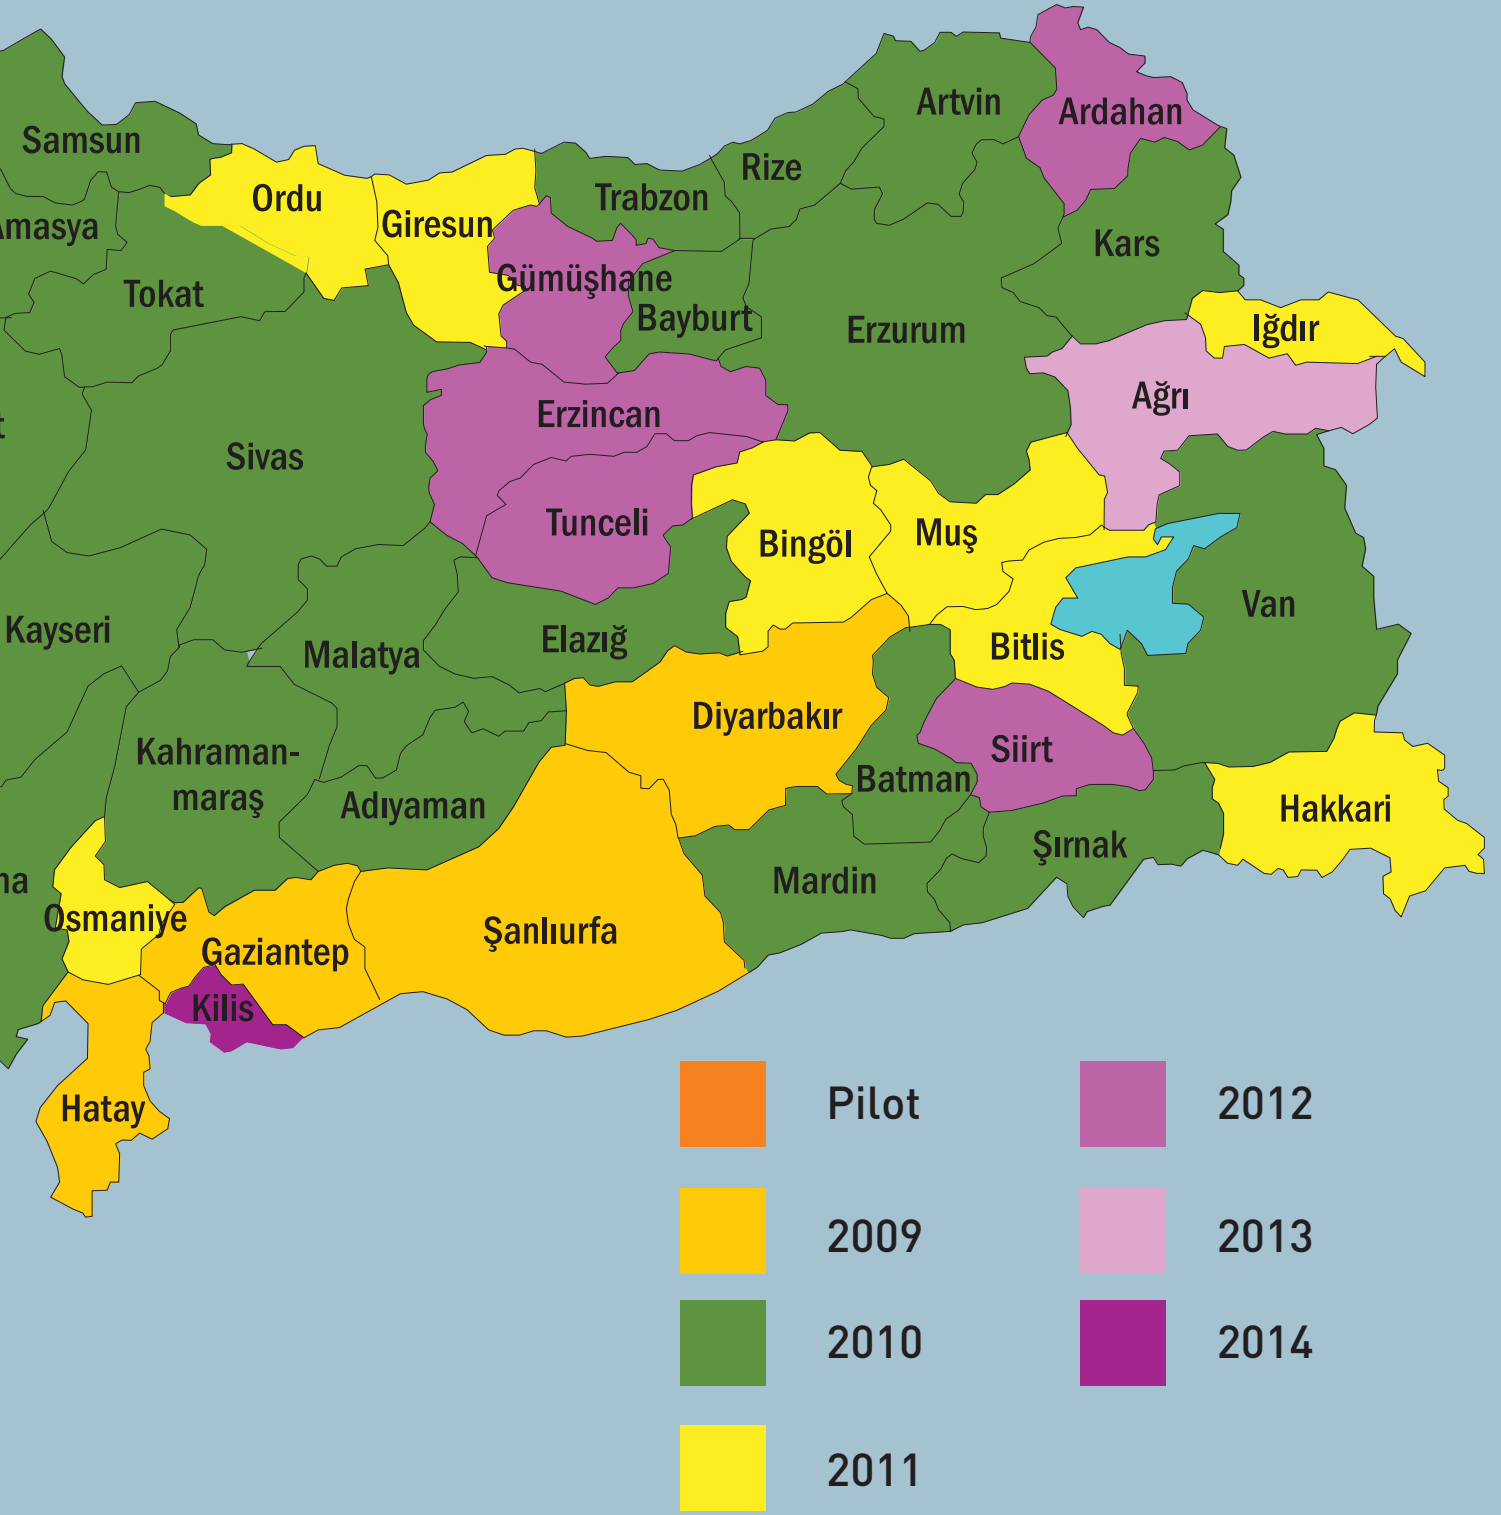 Samsun
Artvin
Ardahan
Rize
Ordu
Trabzon
Giresun
masya
Kars
Gümüşhane
Tokat
Bayburt
Erzurum
Iğdır
Ağrı
Erzincan
Sivas
Tunceli
Bingöl
Muş
Van
Kayseri
Elazığ
Malatya
Bitlis
Diyarbakır
Kahraman-
maraş
Siirt
Batman
Adıyaman
Hakkari
Şırnak
na
Mardin
Osmaniye
Şanlıurfa
Gaziantep
Kilis
Hatay
Pilot
2012
2009
2013
2010
2014
2011